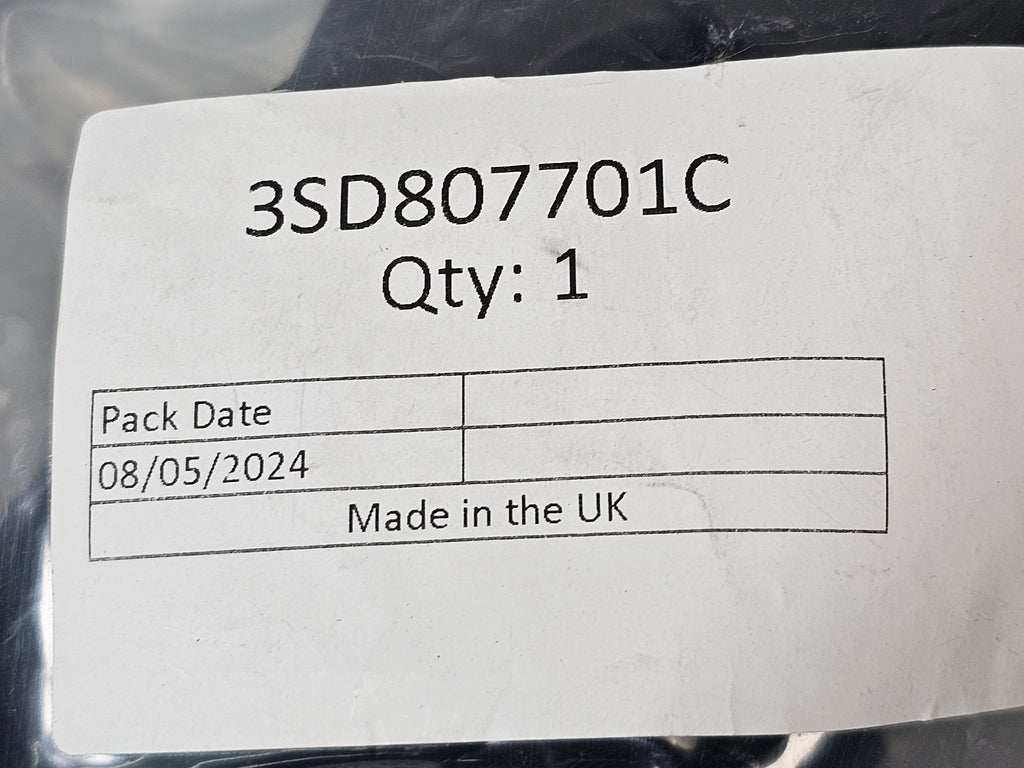 3SD807701C
Qty: 1
Pack Date
08/05/2024
Made in the UK